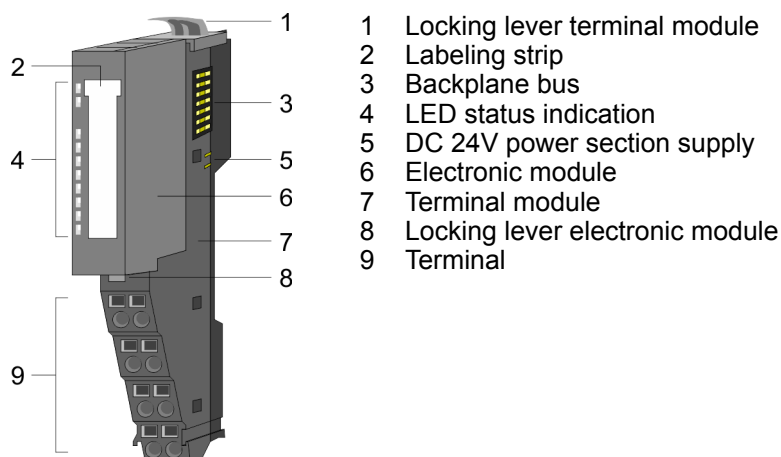 1
2
3
4
5
6
7
8
9
1 Locking lever terminal module
2 Labeling strip
3 Backplane bus
4 LED status indication
5 DC 24V power section supply
6 Electronic module
7 Terminal module
8 Locking lever electronic module
9 Terminal